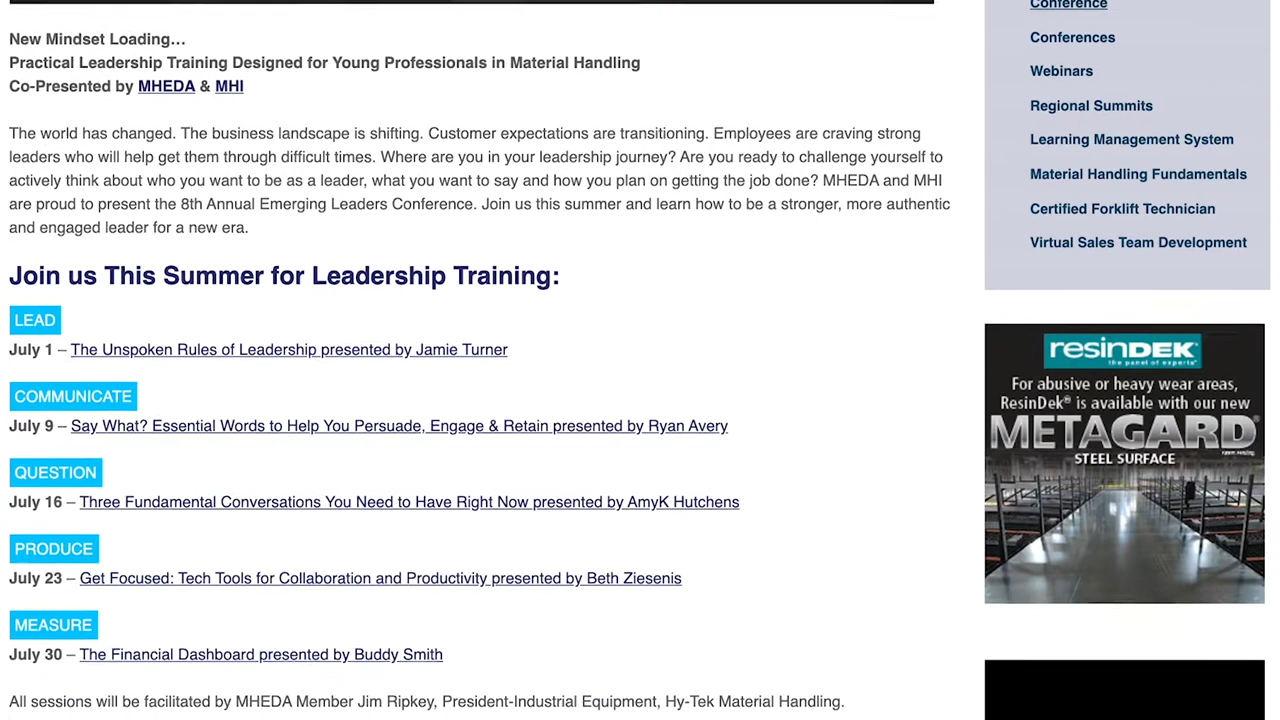 New Mindset Loading…
Practical Leadership Training Designed for Young Professionals in Material Handling
Co-Presented by MHEDA & MHI
The world has changed. The business landscape is shifting. Customer expectations are transitioning. Employees are craving strong
leaders who will help get them through difficult times. Where are you in your leadership journey? Are you ready to challenge yourself to
actively think about who you want to be as a leader, what you want to say and how you plan on getting the job done? MHEDA and MHI
are proud to present the 8th Annual Emerging Leaders Conference. Join us this summer and learn how to be a stronger, more authentic
and engaged leader for a new era.
Join us This Summer for Leadership Training:
LEAD
July 1 – The Unspoken Rules of Leadership presented by Jamie Turner
COMMUNICATE
July 9 – Say What? Essential Words to Help You Persuade, Engage & Retain presented by Ryan Avery
QUESTION
July 16 – Three Fundamental Conversations You Need to Have Right Now presented by AmyK Hutchens
PRODUCE
July 23 – Get Focused: Tech Tools for Collaboration and Productivity presented by Beth Ziesenis
MEASURE
July 30 – The Financial Dashboard presented by Buddy Smith
All sessions will be facilitated by MHEDA Member Jim Ripkey, President-Industrial Equipment, Hy-Tek Material Handling.
Conference
Conferences
Webinars
Regional Summits
Learning Management System
Material Handling Fundamentals
Certified Forklift Technician
Virtual Sales Team Development
resinDEK®
the panel of experts®
For abusive or heavy wear areas,
ResinDek® is available with our new
METAGARD®
STEEL SURFACE